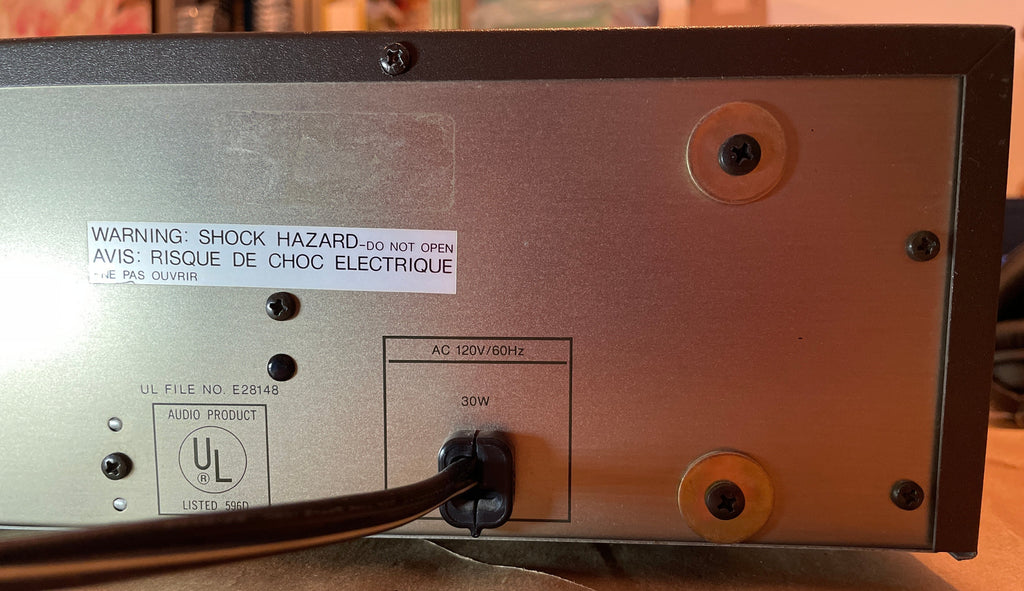 WARNING: SHOCK HAZARD-DO NOT OPEN
AVIS: RISQUE DE CHOC ELECTRIQUE
-NE PAS OUVRIR
AC 120V/60Hz
30W
UL FILE NO. E28148
AUDIO PRODUCT
UL
®
LISTED 596D